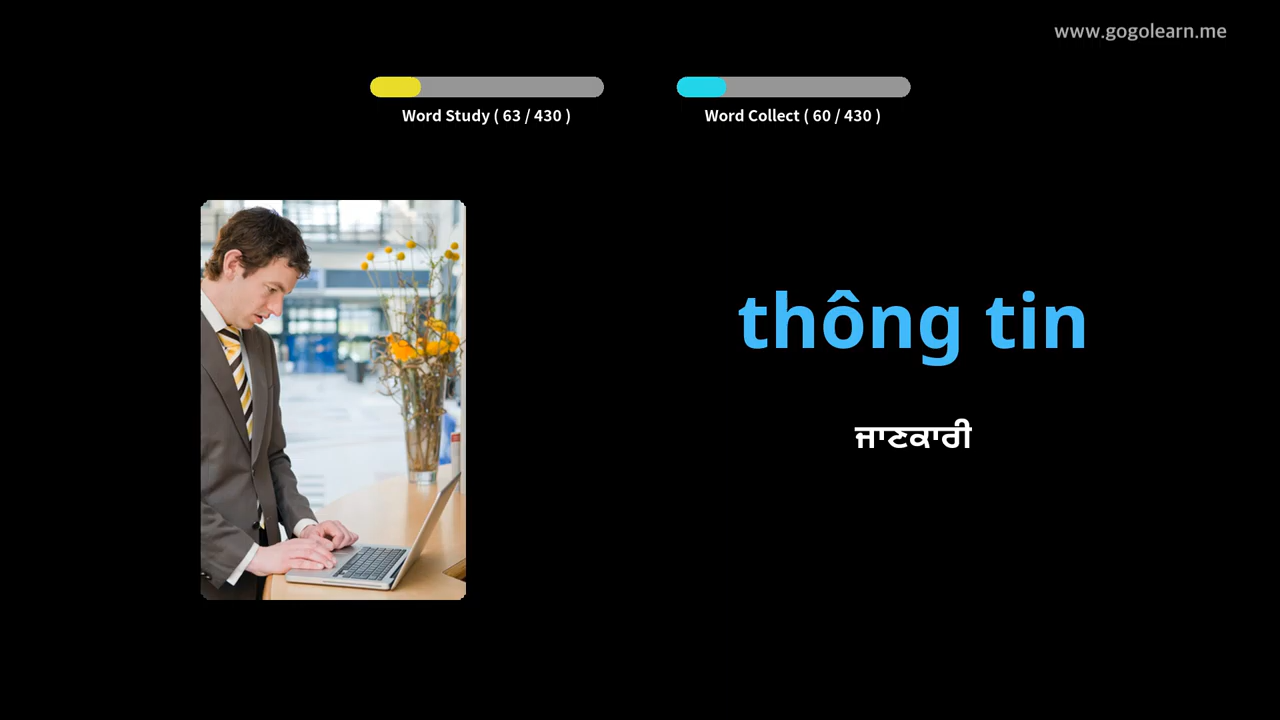 www.gogolearn.me
Word Study ( 63 / 430 )
Word Collect ( 60 / 430 )
thông tin
ਜਾਣਕਾਰੀ